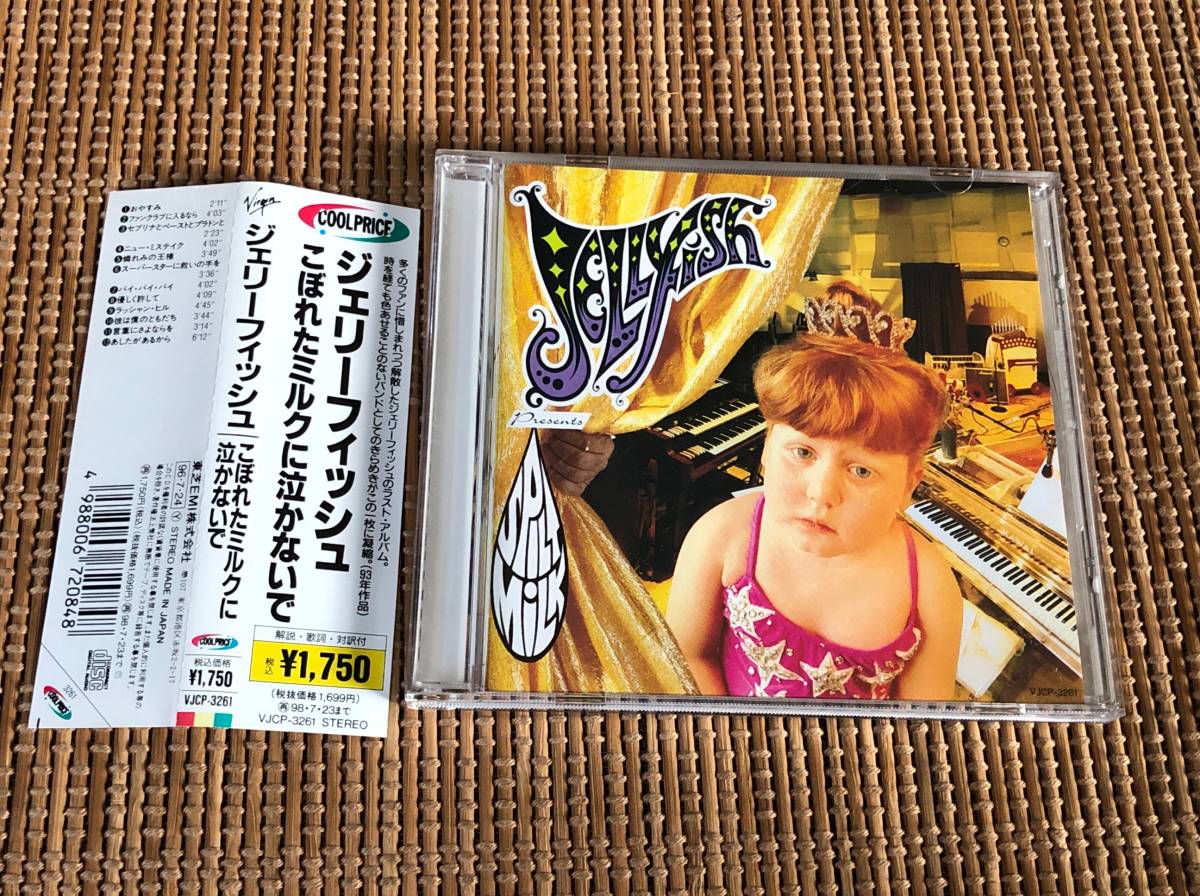 ①おやすみ 2'11"
②ファンクラブに入るなら 4'03"
③セブリナとペーストとプラトンと
2'23"
④ニュー・ミステイク 4'02"
⑤憐れみの王様 3'49"
⑥スーパースターに救いの手を
3'36"
⑦バイ・バイ・バイ 4'02"
⑧優しく許して 4'09"
⑨ラッシャン・ヒル 4'45"
⑩彼は僕のともだち 3'44"
⑪言葉にさよならを 3'14"
⑫あしたがあるから 6'12"
4 988006 720848
3261
Virgin
ジェリーフィッシュ
こぼれたミルクに
泣かないで
東芝EMI株式会社
96・7・24 Ⓨ STEREO MADE IN JAPAN
COOLPRICE
税込価格
¥1,750
VJCP-3261
COOLPRICE
多くのファンに惜しまれつつ解散したジェリーフィッシュのラスト・アルバム。
時を経ても色あせることのないバンドとしてのきらめきがこの一枚に凝縮。(93年作品)
ジェリーフィッシュ
こぼれたミルクに泣かないで
解説・歌詞・対訳付
税込 ¥1,750
(税抜価格1,699円)
再98・7・23まで
VJCP-3261 STEREO
JELLYFISH
Presents
SPILT
MILK
VJCP-3261